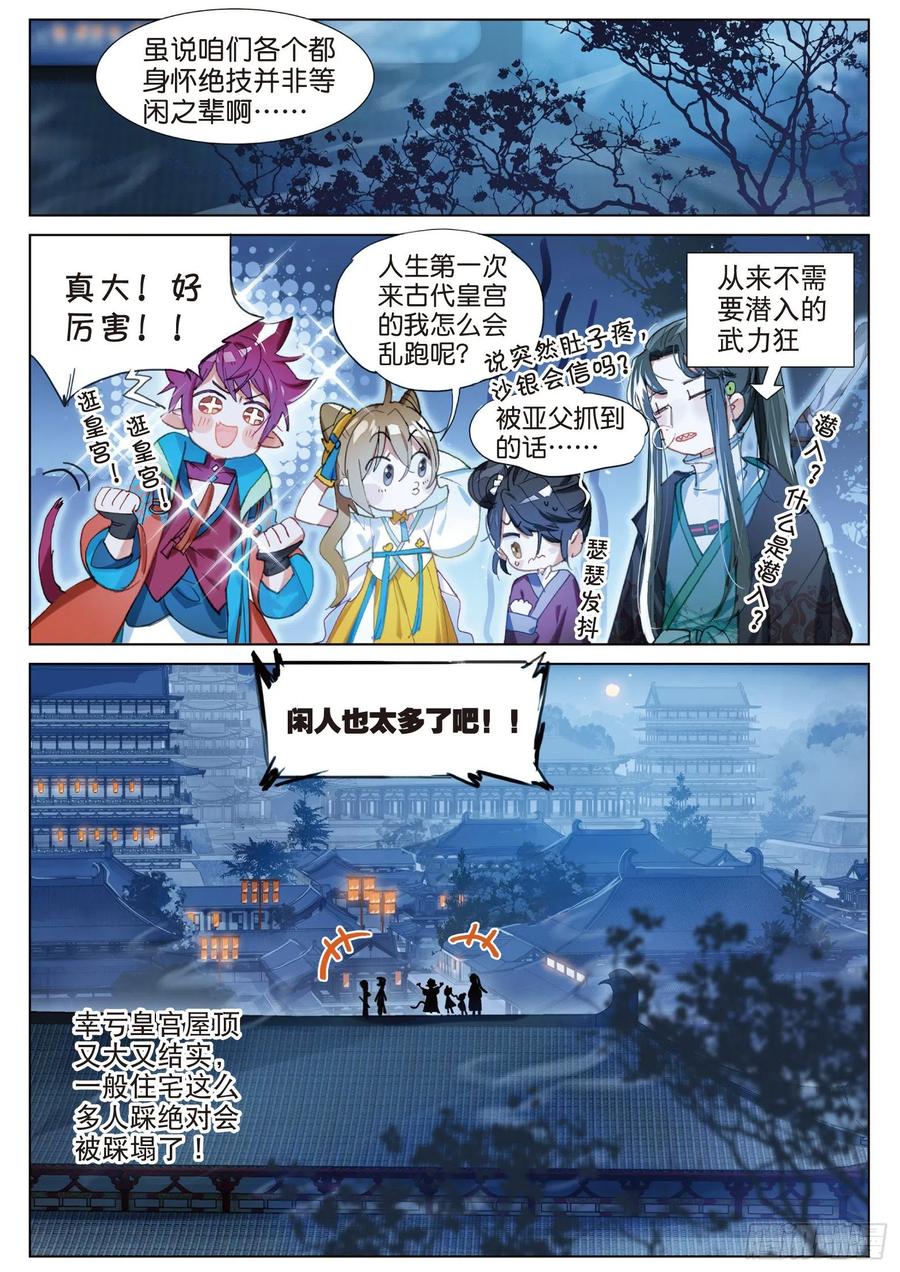 虽说咱们各个都
身怀绝技并非等
闲之辈啊……
真大！好
厉害！！
逛皇宫！
逛皇宫！
人生第一次
来古代皇宫
的我怎么会
乱跑呢？
说突然肚子疼，
沙银会信吗？
被亚父抓到
的话……
瑟瑟发抖
从来不需
要潜入的
武力狂
潜入？
什么是潜入？
闲人也太多了吧！！
幸亏皇宫屋顶
又大又结实，
一般住宅这么
多人踩绝对会
被踩塌了！